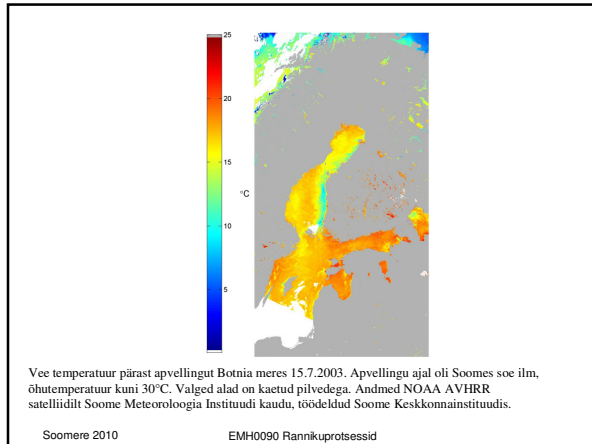 25
20
15
°C
10
5
Vee temperatuur pärast apvellingut Botnia meres 15.7.2003. Apvellingu ajal oli Soomes soe ilm,
õhutemperatuur kuni 30°C. Valged alad on kaetud pilvedega. Andmed NOAA AVHRR
satelliidilt Soome Meteoroloogia Instituudi kaudu, töödeldud Soome Keskkonnainstituudis.
Soomere 2010 EMH0090 Rannikuprotsessid